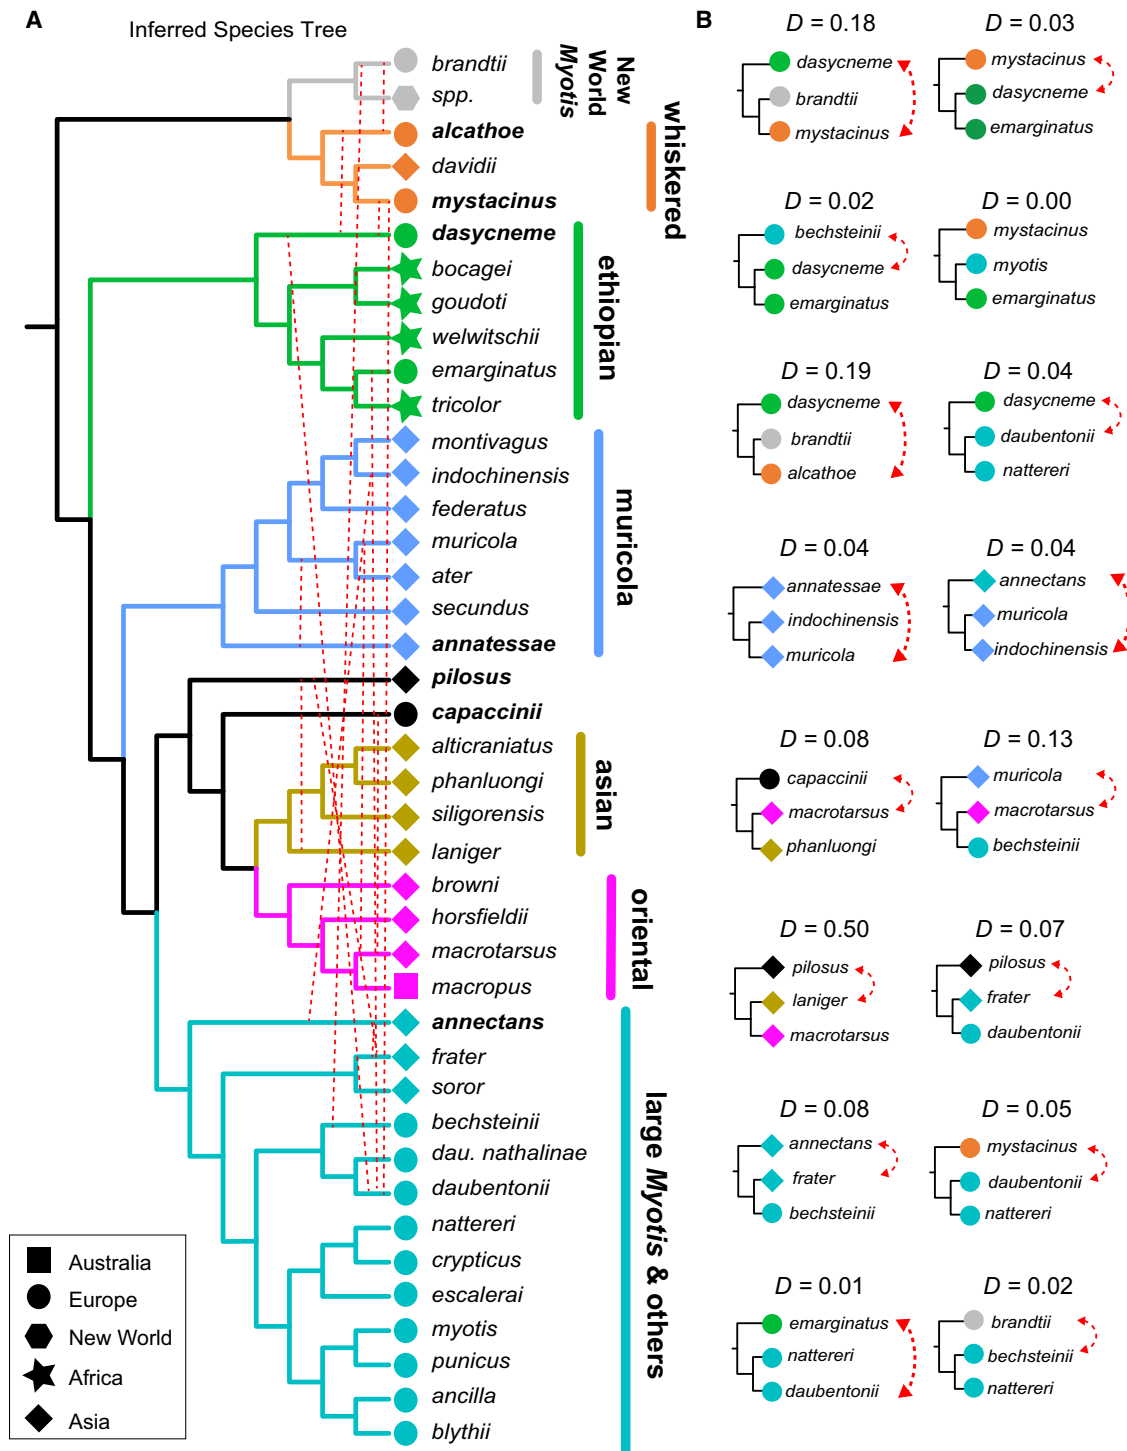 A
Inferred Species Tree
brandtii
spp.
alcathoe
davidii
mystacinus
dasycneme
bocagei
goudoti
welwitschii
emarginatus
tricolor
montivagus
indochinensis
federatus
muricola
ater
secundus
annatessae
pilosus
capaccinii
alticraniatus
phanluongi
siligorensis
laniger
browni
horsfieldii
macrotarsus
macropus
annectans
frater
soror
bechsteinii
dau. nathalinae
daubentonii
nattereri
crypticus
escalerai
myotis
punicus
ancilla
blythii
New
World
Myotis
whiskered
ethiopian
muricola
asian
oriental
large Myotis & others
Australia
Europe
New World
Africa
Asia
B
D = 0.18
dasycneme
brandtii
mystacinus
D = 0.03
mystacinus
dasycneme
emarginatus
D = 0.02
bechsteinii
dasycneme
emarginatus
D = 0.00
mystacinus
myotis
emarginatus
D = 0.19
dasycneme
brandtii
alcathoe
D = 0.04
dasycneme
daubentonii
nattereri
D = 0.04
annatessae
indochinensis
muricola
D = 0.04
annectans
muricola
indochinensis
D = 0.08
capaccinii
macrotarsus
phanluongi
D = 0.13
muricola
macrotarsus
bechsteinii
D = 0.50
pilosus
laniger
macrotarsus
D = 0.07
pilosus
frater
daubentonii
D = 0.08
annectans
frater
bechsteinii
D = 0.05
mystacinus
daubentonii
nattereri
D = 0.01
emarginatus
nattereri
daubentonii
D = 0.02
brandtii
bechsteinii
nattereri